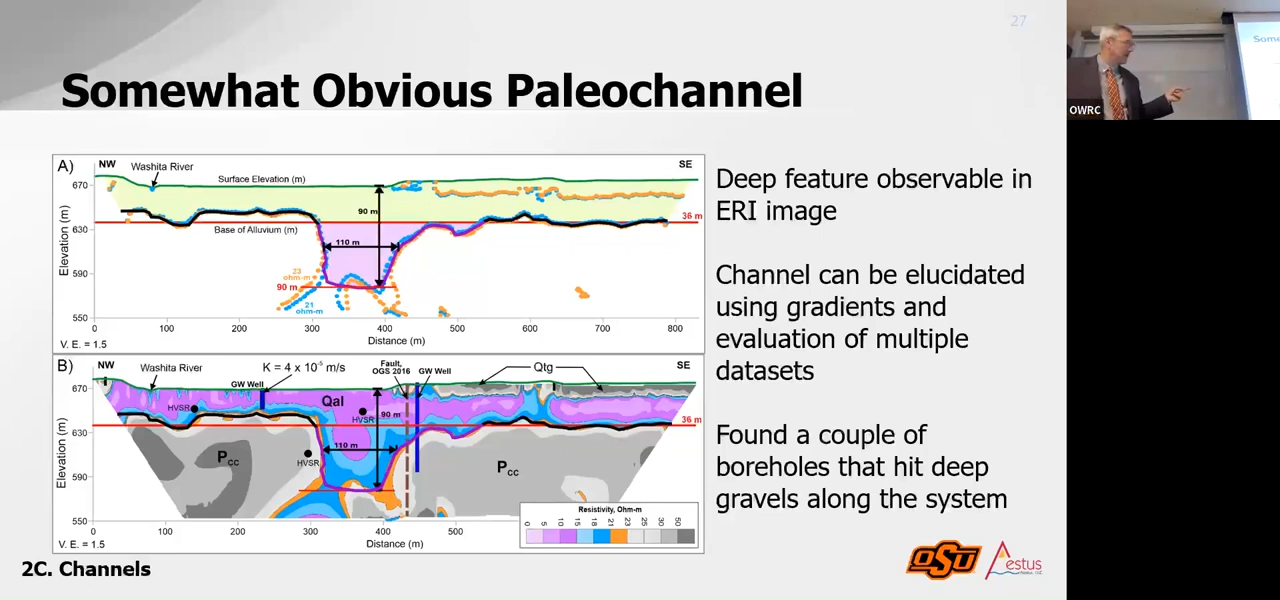 27
Somewhat Obvious Paleochannel
A)
NW
Washita River
Surface Elevation (m)
SE
670
630
590
550
Elevation (m)
90 m
36 m
Base of Alluvium (m)
110 m
23
ohm-m
90 m
21
ohm-m
0 100 200 300 400 500 600 700 800
Distance (m)
V. E. = 1.5
B)
NW
Washita River
K = 4 x 10⁻⁵ m/s
Fault,
OGS 2016
GW Well
GW Well
Qtg
SE
670
630
590
550
Elevation (m)
HVSR
Qal
HVSR
90 m
36 m
110 m
Pcc
HVSR
Pcc
Resistivity, Ohm-m
0 5 10 15 18 21 23 25 30 50
0 100 200 300 400 500
Distance (m)
V. E. = 1.5
Deep feature observable in
ERI image
Channel can be elucidated
using gradients and
evaluation of multiple
datasets
Found a couple of
boreholes that hit deep
gravels along the system
2C. Channels
OSU
Aestus
OWRC
Some